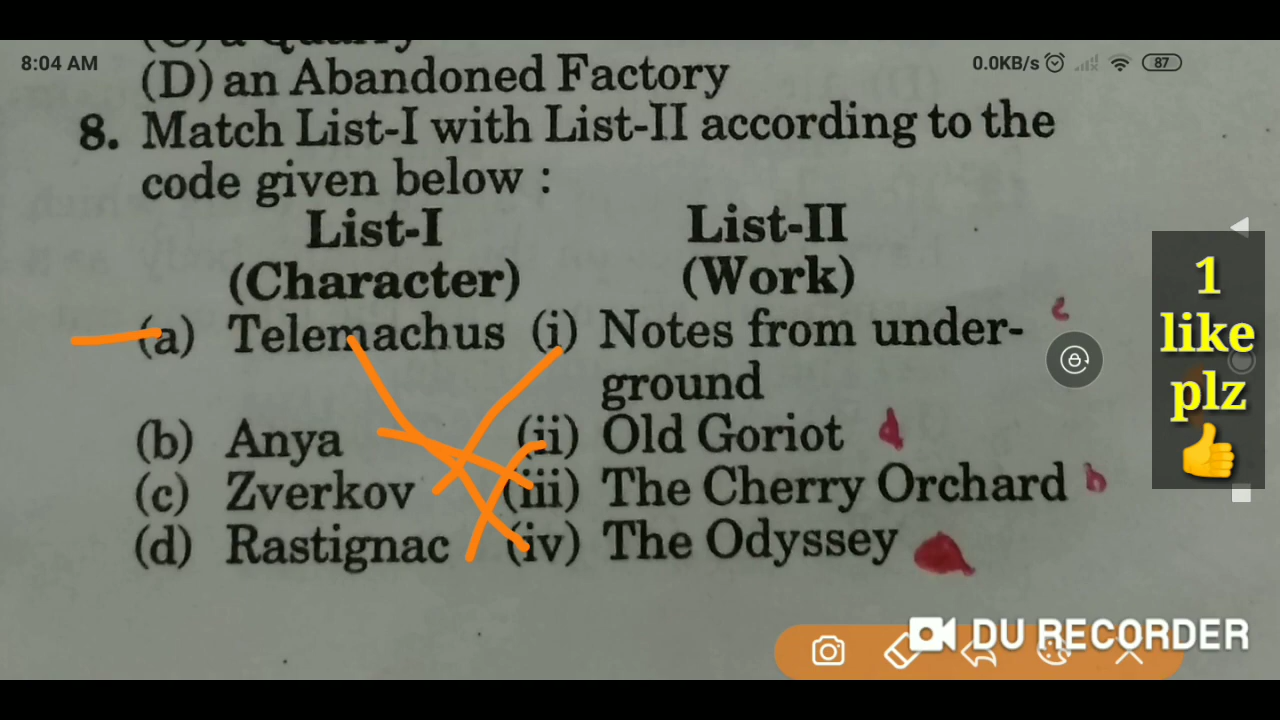 8:04 AM
0.0KB/s
87
(C) a Quarry
(D) an Abandoned Factory
8. Match List-I with List-II according to the
code given below :
List-I List-II
(Character) (Work)
(a) Telemachus (i) Notes from under-
ground
(b) Anya (ii) Old Goriot d
(c) Zverkov (iii) The Cherry Orchard b
(d) Rastignac (iv) The Odyssey
1
like
plz
DU RECORDER